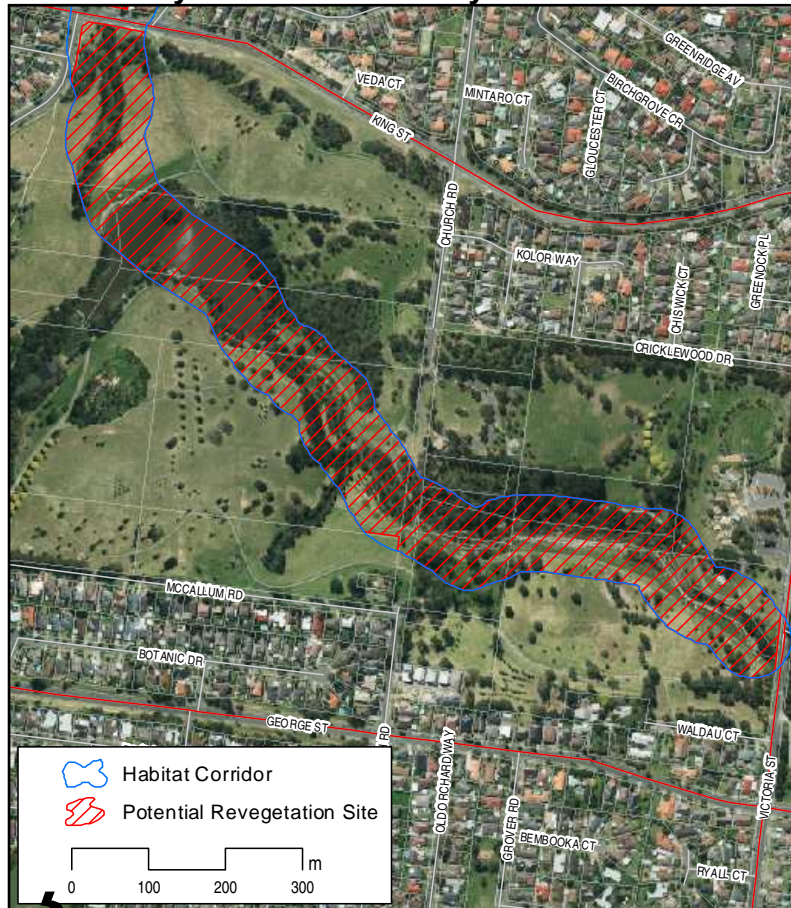 GREENRIDGE AV
VEDA CT
BIRCHGROVE CR
MINTARO CT
GLOUCESTER CT
KING ST
CHURCH RD
KOLOR WAY
CHISWICK CT
GREENOCK PL
CRICKLEWOOD DR
MCCALLUM RD
BOTANIC DR
GEORGE ST
RD
OLD ORCHARD WAY
WALDAU CT
VICTORIA ST
GROVER RD
BEMBOOKA CT
RYALL CT
Habitat Corridor
Potential Revegetation Site
m
0 100 200 300